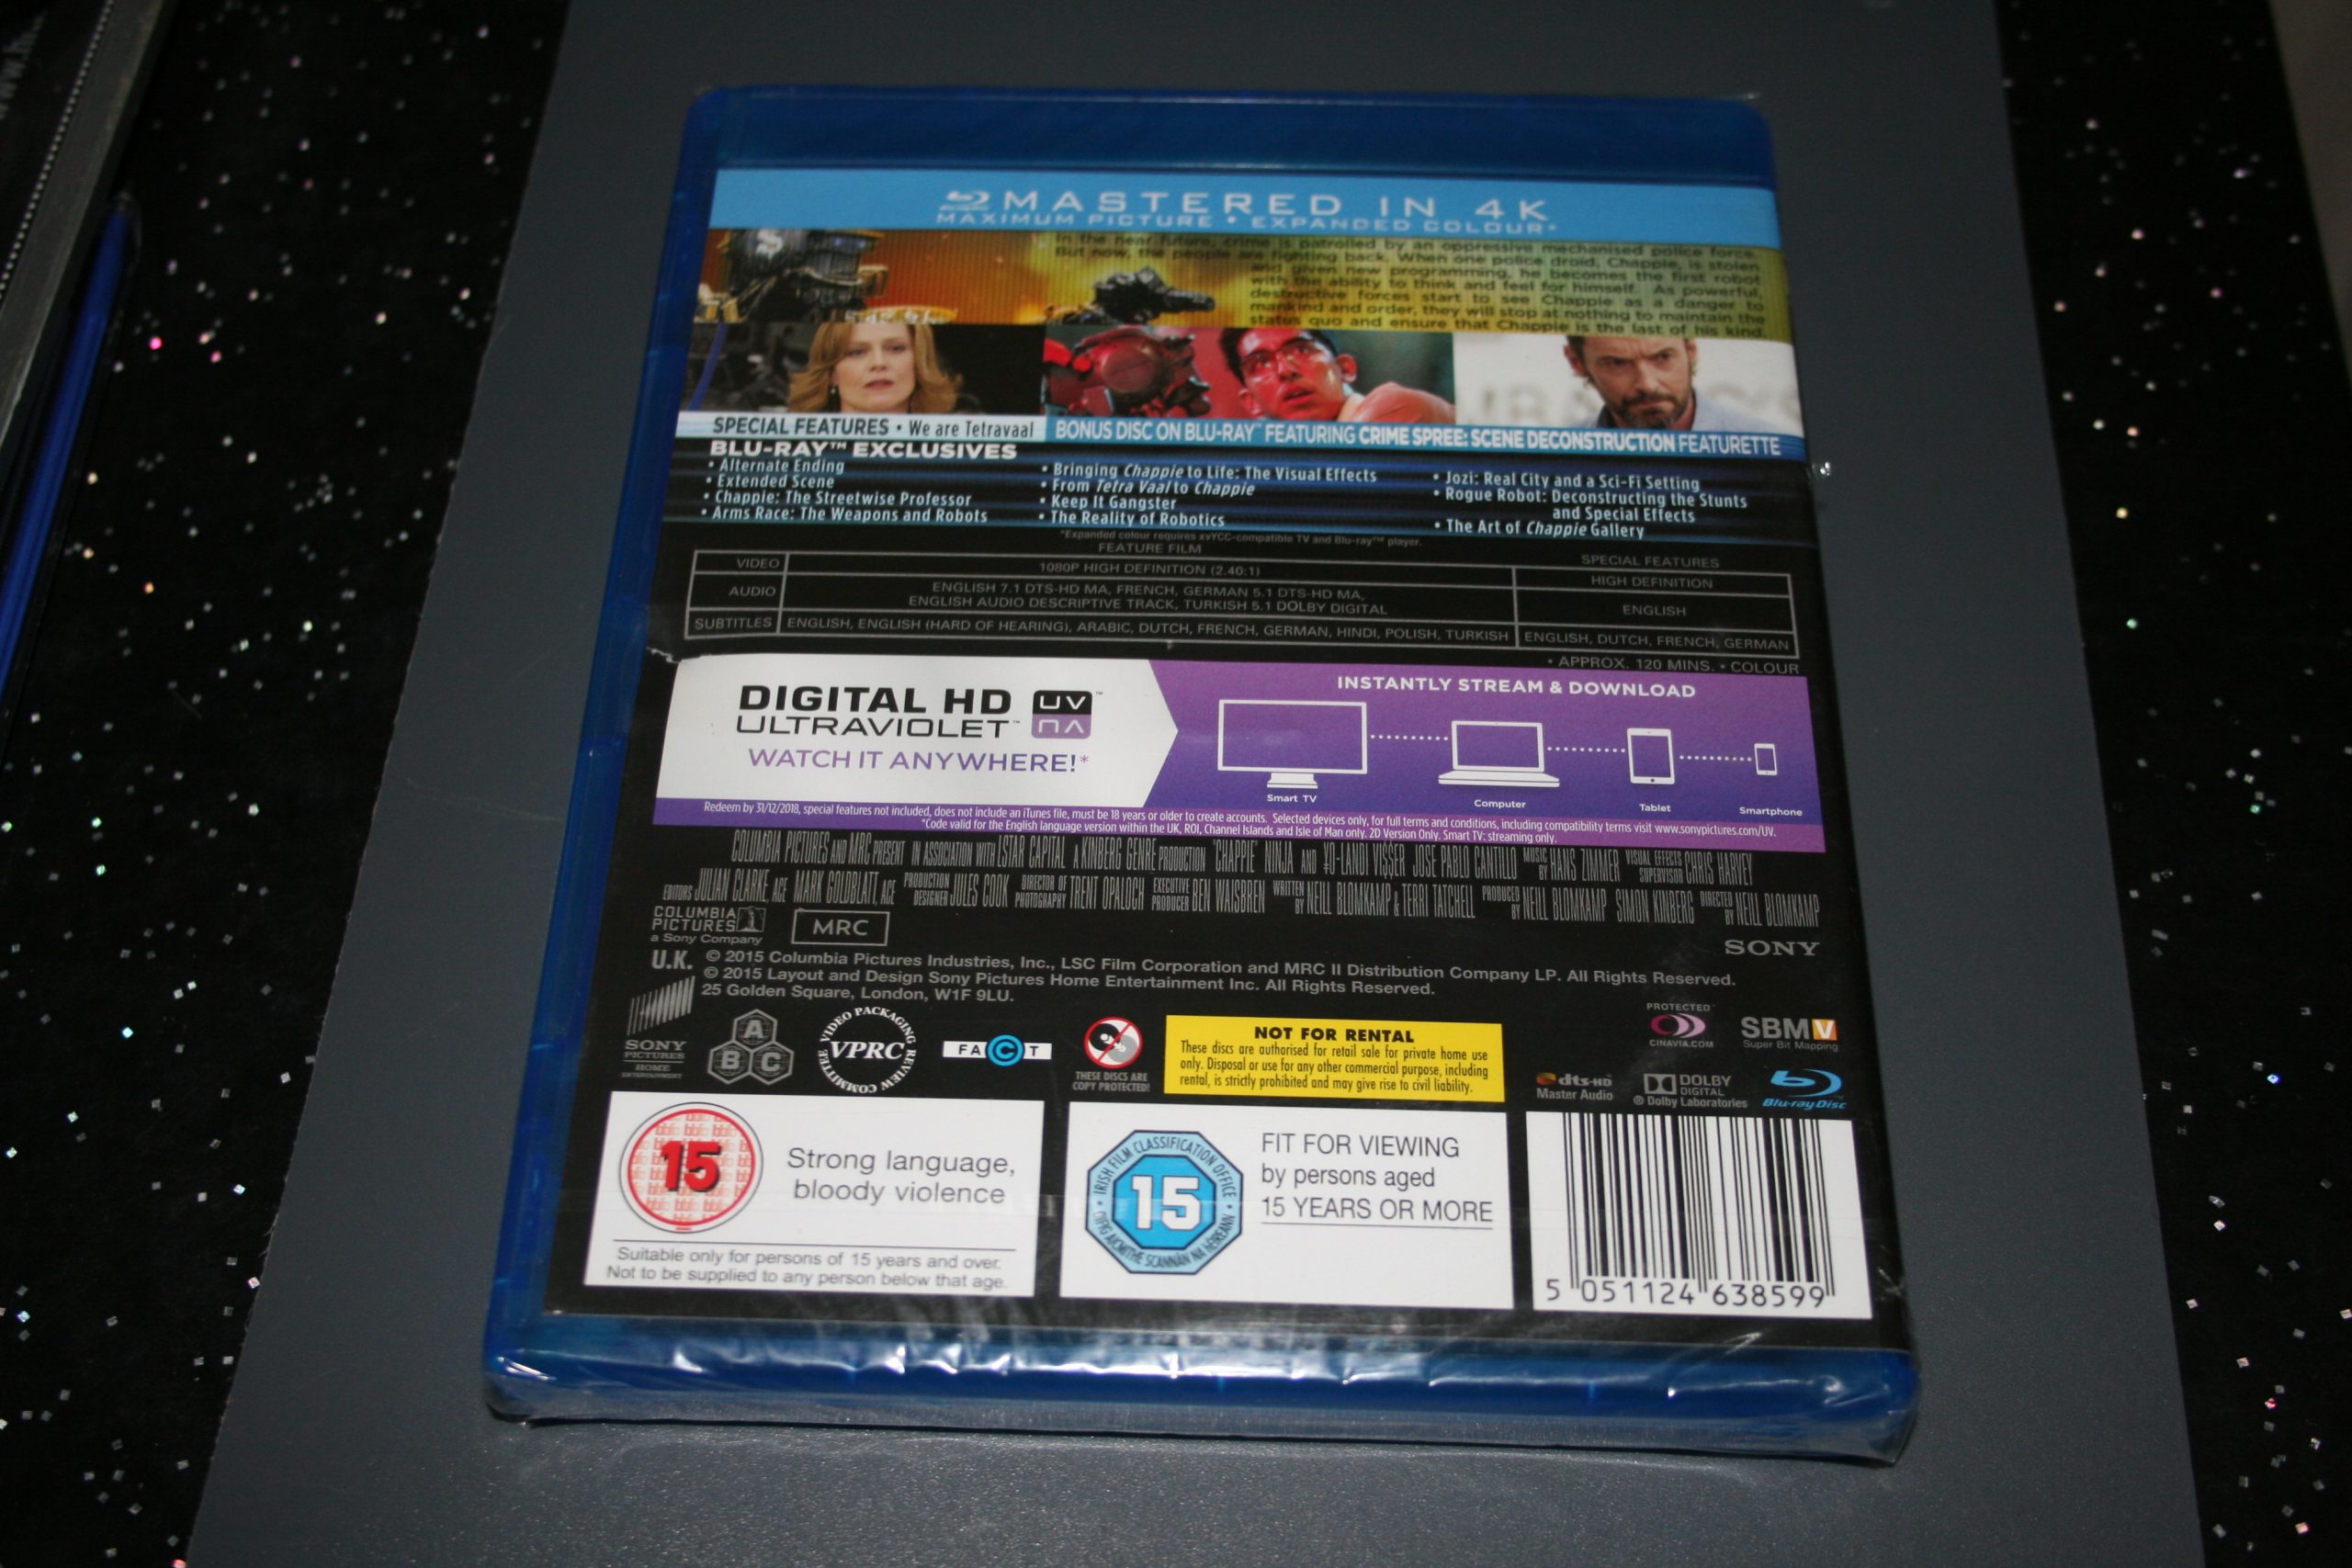 MASTERED IN 4K
MAXIMUM PICTURE • EXPANDED COLOUR*
In the near future, crime is patrolled by an oppressive mechanised police force.
But now, the people are fighting back. When one police droid, Chappie, is stolen
and given new programming, he becomes the first robot
with the ability to think and feel for himself. As powerful,
destructive forces start to see Chappie as a danger to
mankind and order, they will stop at nothing to maintain the
status quo and ensure that Chappie is the last of his kind.
SPECIAL FEATURES • We are Tetravaal
BONUS DISC ON BLU-RAY™ FEATURING CRIME SPREE: SCENE DECONSTRUCTION FEATURETTE
BLU-RAY™ EXCLUSIVES
• Alternate Ending
• Extended Scene
• Chappie: The Streetwise Professor
• Arms Race: The Weapons and Robots
• Bringing Chappie to Life: The Visual Effects
• From Tetra Vaal to Chappie
• Keep It Gangster
• The Reality of Robotics
• Jozi: Real City and a Sci-Fi Setting
• Rogue Robot: Deconstructing the Stunts
and Special Effects
• The Art of Chappie Gallery
*Expanded colour requires xvYCC-compatible TV and Blu-ray™ player.
FEATURE FILM
SPECIAL FEATURES
VIDEO
1080P HIGH DEFINITION (2.40:1)
HIGH DEFINITION
AUDIO
ENGLISH 7.1 DTS-HD MA, FRENCH, GERMAN 5.1 DTS-HD MA,
ENGLISH AUDIO DESCRIPTIVE TRACK, TURKISH 5.1 DOLBY DIGITAL
ENGLISH
SUBTITLES
ENGLISH, ENGLISH (HARD OF HEARING), ARABIC, DUTCH, FRENCH, GERMAN, HINDI, POLISH, TURKISH
ENGLISH, DUTCH, FRENCH, GERMAN
• APPROX. 120 MINS. • COLOUR
DIGITAL HD
ULTRAVIOLET™
UV™
WATCH IT ANYWHERE!*
INSTANTLY STREAM & DOWNLOAD
Smart TV
Computer
Tablet
Smartphone
Redeem by 31/12/2018, special features not included, does not include an iTunes file, must be 18 years or older to create accounts. Selected devices only, for full terms and conditions, including compatibility terms visit www.sonypictures.com/UV.
*Code valid for the English language version within the UK, ROI, Channel Islands and Isle of Man only. 2D Version Only. Smart TV: streaming only.
COLUMBIA PICTURES AND MRC PRESENT IN ASSOCIATION WITH LSTAR CAPITAL A KINBERG GENRE PRODUCTION "CHAPPIE" NINJA AND ¥O-LANDI VI$$ER JOSE PABLO CANTILLO MUSIC BY HANS ZIMMER VISUAL EFFECTS SUPERVISOR CHRIS HARVEY
EDITORS JULIAN CLARKE, ACE MARK GOLDBLATT, ACE PRODUCTION DESIGNER JULES COOK DIRECTOR OF PHOTOGRAPHY TRENT OPALOCH EXECUTIVE PRODUCER BEN WAISBREN WRITTEN BY NEILL BLOMKAMP & TERRI TATCHELL PRODUCED BY NEILL BLOMKAMP SIMON KINBERG DIRECTED BY NEILL BLOMKAMP
COLUMBIA
PICTURES
a Sony Company
MRC
SONY
U.K.
© 2015 Columbia Pictures Industries, Inc., LSC Film Corporation and MRC II Distribution Company LP. All Rights Reserved.
© 2015 Layout and Design Sony Pictures Home Entertainment Inc. All Rights Reserved.
25 Golden Square, London, W1F 9LU.
SONY
PICTURES
HOME
ENTERTAINMENT
A
B C
VIDEO PACKAGING REVIEW COMMITTEE
VPRC
FACT
THESE DISCS ARE
COPY PROTECTED!
NOT FOR RENTAL
These discs are authorised for retail sale for private home use
only. Disposal or use for any other commercial purpose, including
rental, is strictly prohibited and may give rise to civil liability.
PROTECTED™
CINAVIA.COM
SBMV
Super Bit Mapping
dts-HD
Master Audio
DOLBY
DIGITAL
® Dolby Laboratories
Blu-ray Disc
15
Strong language,
bloody violence
Suitable only for persons of 15 years and over.
Not to be supplied to any person below that age.
IRISH FILM CLASSIFICATION OFFICE
15
OIFIG AICMITHE SCANNÁN NA hÉIREANN
FIT FOR VIEWING
by persons aged
15 YEARS OR MORE
5 051124 638599